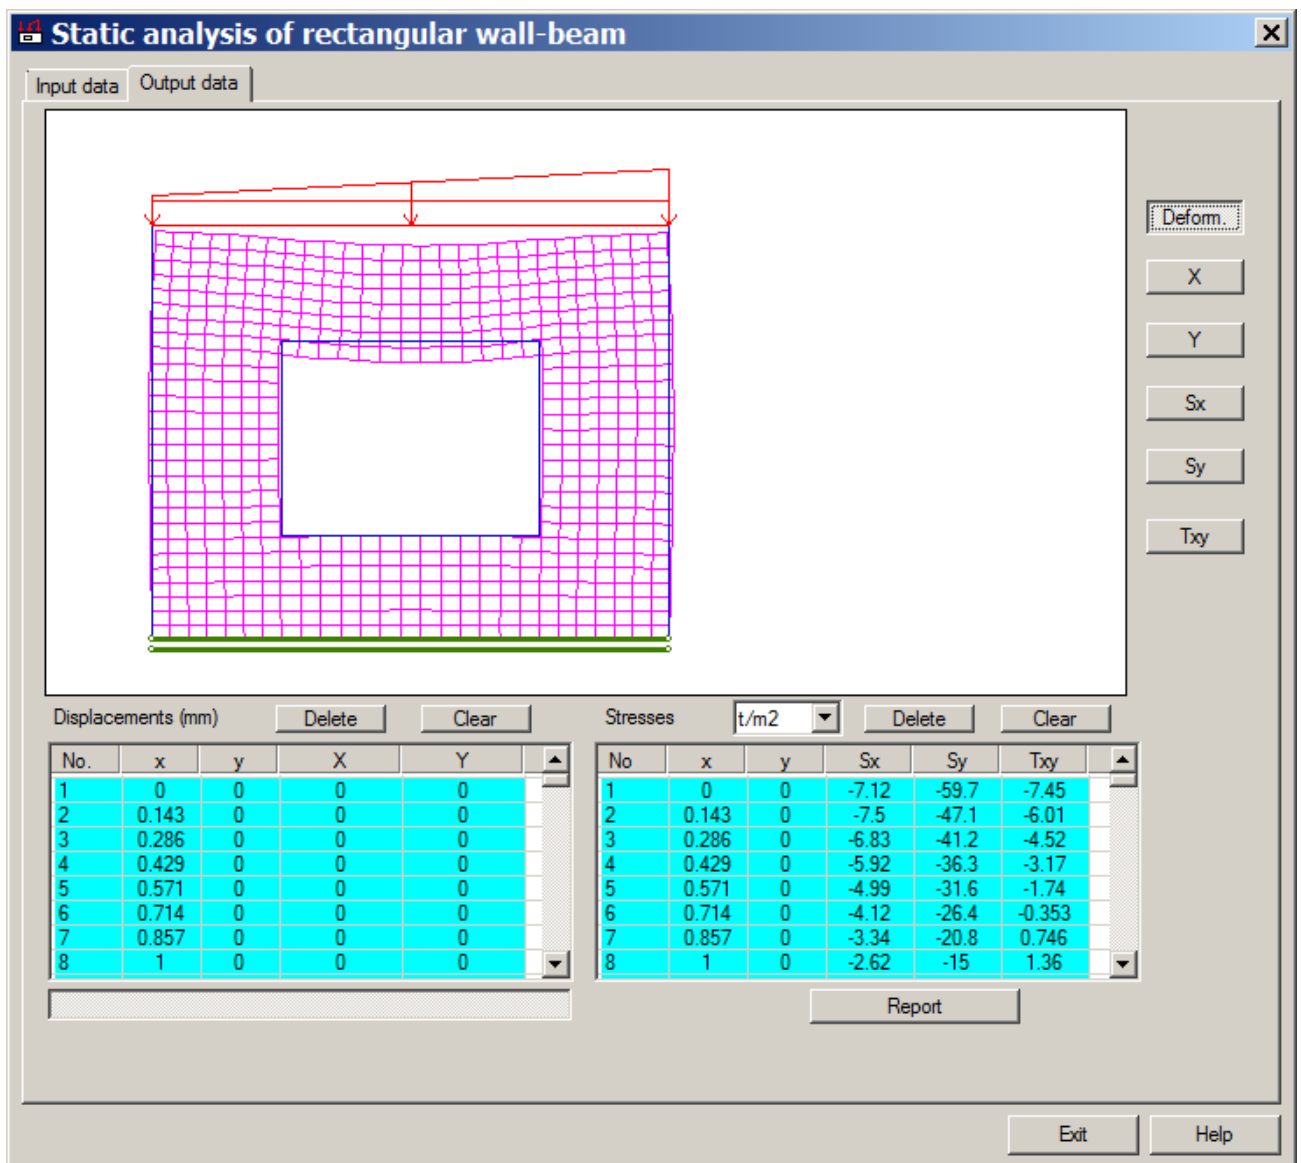 Static analysis of rectangular wall-beam
Input data Output data
Deform.
X
Y
Sx
Sy
Txy
Displacements (mm) Delete Clear Stresses t/m2 Delete Clear
No. x y X Y
1 0 0 0 0
2 0.143 0 0 0
3 0.286 0 0 0
4 0.429 0 0 0
5 0.571 0 0 0
6 0.714 0 0 0
7 0.857 0 0 0
8 1 0 0 0
No x y Sx Sy Txy
1 0 0 -7.12 -59.7 -7.45
2 0.143 0 -7.5 -47.1 -6.01
3 0.286 0 -6.83 -41.2 -4.52
4 0.429 0 -5.92 -36.3 -3.17
5 0.571 0 -4.99 -31.6 -1.74
6 0.714 0 -4.12 -26.4 -0.353
7 0.857 0 -3.34 -20.8 0.746
8 1 0 -2.62 -15 1.36
Report
Exit Help